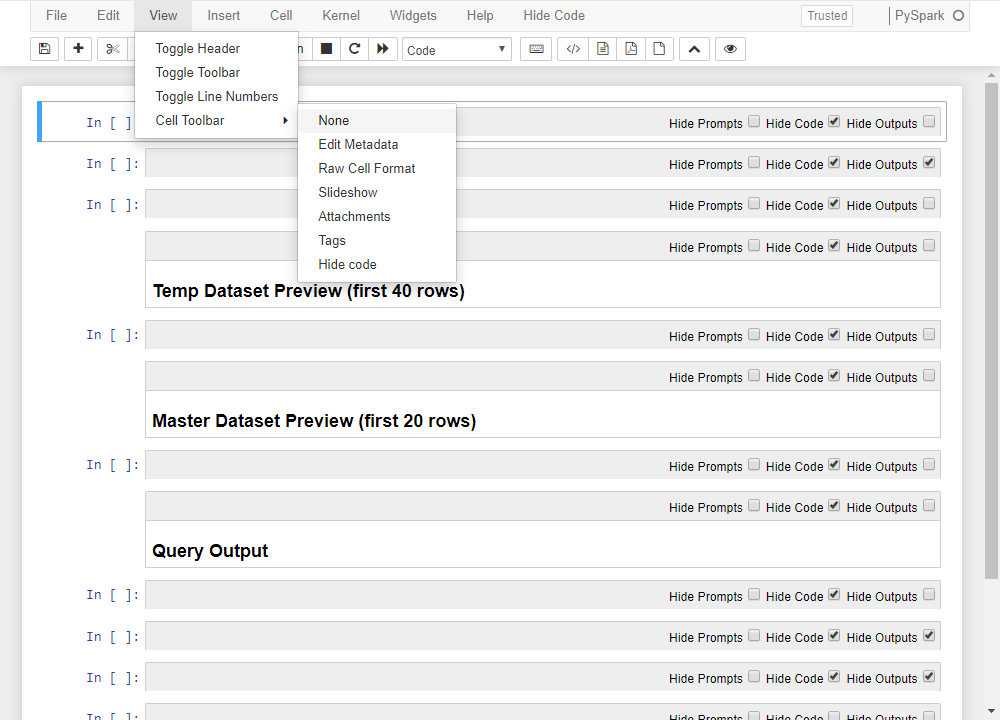 File Edit View Insert Cell Kernel Widgets Help Hide Code Trusted PySpark
Toggle Header
Toggle Toolbar
Toggle Line Numbers
Cell Toolbar
Code
None
Edit Metadata
Raw Cell Format
Slideshow
Attachments
Tags
Hide code
In [ ] Hide Prompts Hide Code Hide Outputs
In [ ]: Hide Prompts Hide Code Hide Outputs
In [ ]: Hide Prompts Hide Code Hide Outputs
Hide Prompts Hide Code Hide Outputs
Temp Dataset Preview (first 40 rows)
In [ ]: Hide Prompts Hide Code Hide Outputs
Hide Prompts Hide Code Hide Outputs
Master Dataset Preview (first 20 rows)
In [ ]: Hide Prompts Hide Code Hide Outputs
Hide Prompts Hide Code Hide Outputs
Query Output
In [ ]: Hide Prompts Hide Code Hide Outputs
In [ ]: Hide Prompts Hide Code Hide Outputs
In [ ]: Hide Prompts Hide Code Hide Outputs
In [ ]: Hide Prompts Hide Code Hide Outputs